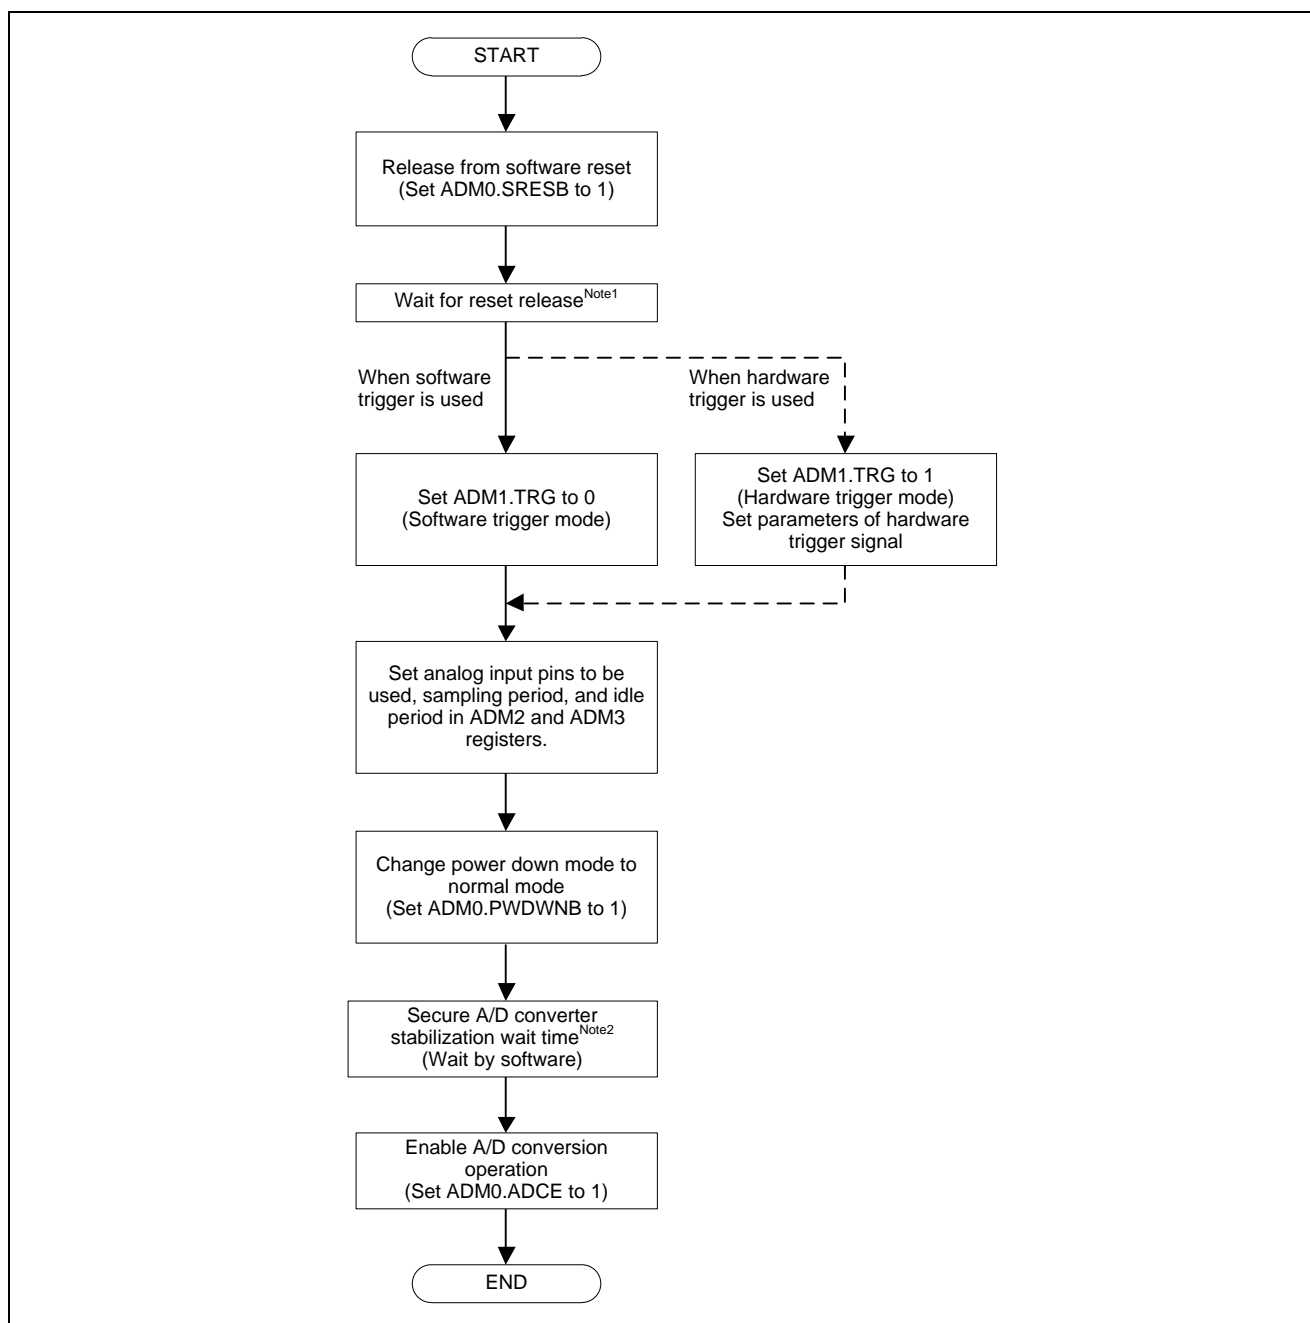 START
Release from software reset
(Set ADM0.SRESB to 1)
Wait for reset releaseNote1
When software
trigger is used
When hardware
trigger is used
Set ADM1.TRG to 0
(Software trigger mode)
Set ADM1.TRG to 1
(Hardware trigger mode)
Set parameters of hardware
trigger signal
Set analog input pins to be
used, sampling period, and idle
period in ADM2 and ADM3
registers.
Change power down mode to
normal mode
(Set ADM0.PWDWNB to 1)
Secure A/D converter
stabilization wait timeNote2
(Wait by software)
Enable A/D conversion
operation
(Set ADM0.ADCE to 1)
END